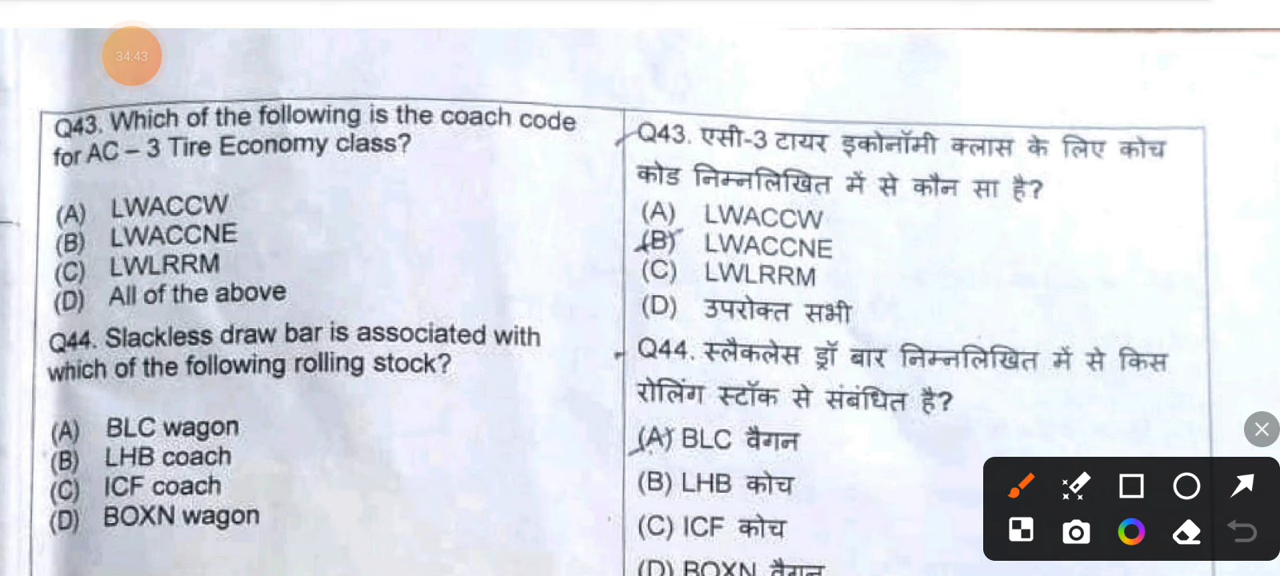 34:43
Q43. Which of the following is the coach code
for AC – 3 Tire Economy class?
(A) LWACCW
(B) LWACCNE
(C) LWLRRM
(D) All of the above
Q44. Slackless draw bar is associated with
which of the following rolling stock?
(A) BLC wagon
(B) LHB coach
(C) ICF coach
(D) BOXN wagon
Q43. एसी-3 टायर इकोनॉमी क्लास के लिए कोच
कोड निम्नलिखित में से कौन सा है?
(A) LWACCW
(B) LWACCNE
(C) LWLRRM
(D) उपरोक्त सभी
Q44. स्लैकलेस ड्रॉ बार निम्नलिखित में से किस
रोलिंग स्टॉक से संबंधित है?
(A) BLC वैगन
(B) LHB कोच
(C) ICF कोच
(D) BOXN वैगन